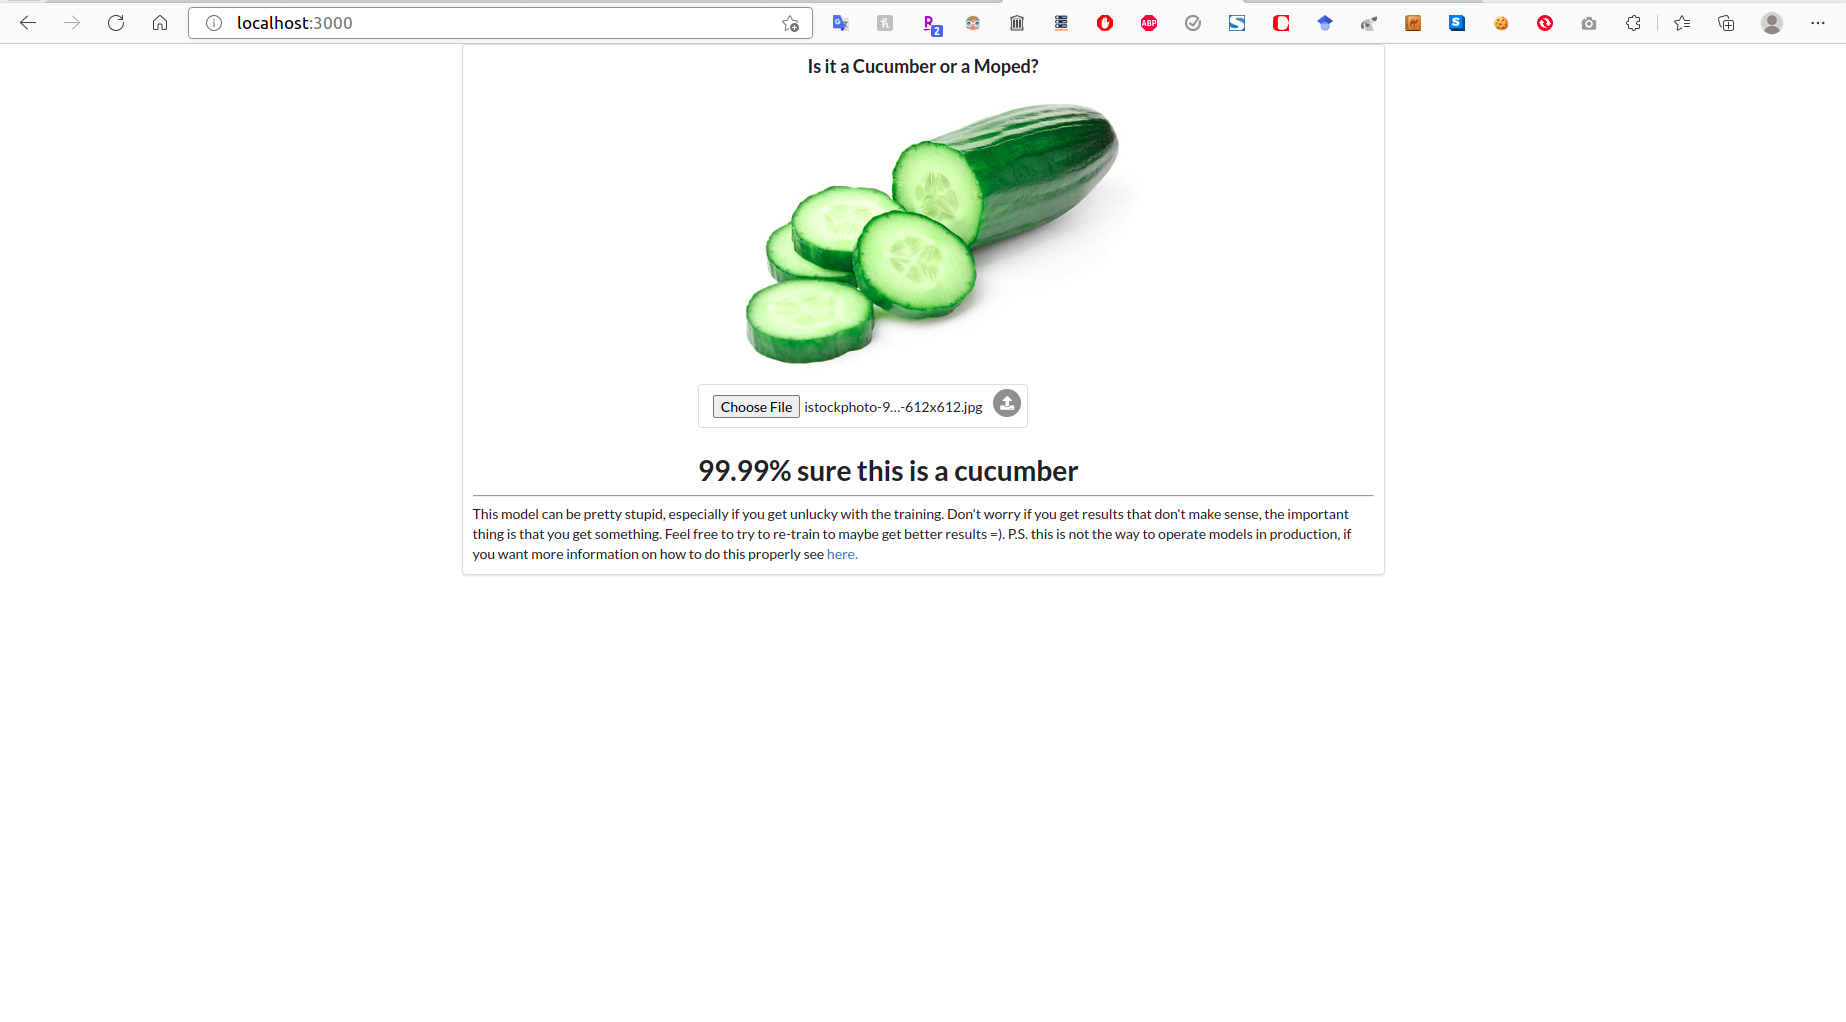 localhost:3000
2
ABP
S
Is it a Cucumber or a Moped?
Choose File istockphoto-9...-612x612.jpg
99.99% sure this is a cucumber
This model can be pretty stupid, especially if you get unlucky with the training. Don't worry if you get results that don't make sense, the important
thing is that you get something. Feel free to try to re-train to maybe get better results =). P.S. this is not the way to operate models in production, if
you want more information on how to do this properly see here.